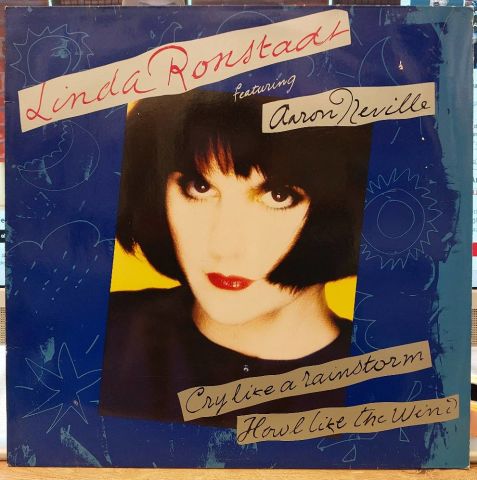 Linda Ronstadt
featuring
Aaron Neville
Cry like a rainstorm
Howl like the Wind